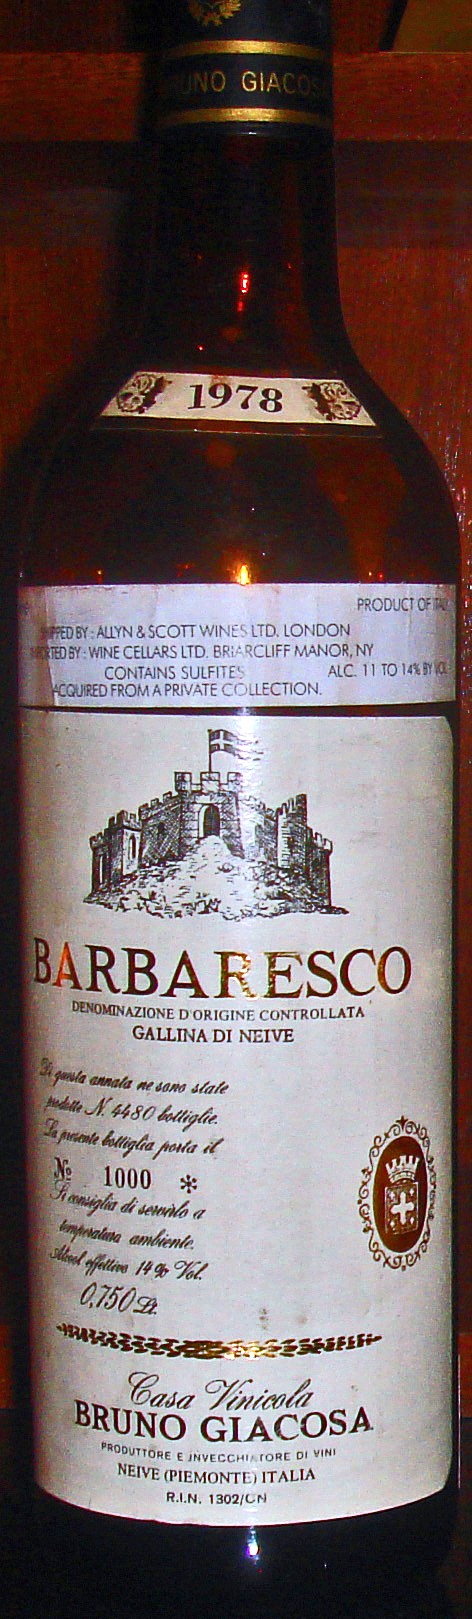 BRUNO GIACOSA
1978
PRODUCT OF ITALY
SHIPPED BY: ALLYN & SCOTT WINES LTD. LONDON
IMPORTED BY: WINE CELLARS LTD. BRIARCLIFF MANOR, NY
CONTAINS SULFITES ALC. 11 TO 14% BY VOL
ACQUIRED FROM A PRIVATE COLLECTION.
BARBARESCO
DENOMINAZIONE D'ORIGINE CONTROLLATA
GALLINA DI NEIVE
Di questa annata ne sono state
prodotte N. 4480 bottiglie.
La presente bottiglia porta il
No 1000 *
Si consiglia di servirlo a
temperatura ambiente.
Alcool effettivo 14% Vol.
0,750 Lt.
Casa Vinicola
BRUNO GIACOSA
PRODUTTORE E INVECCHIATORE DI VINI
NEIVE (PIEMONTE) ITALIA
R.I.N. 1302/CN